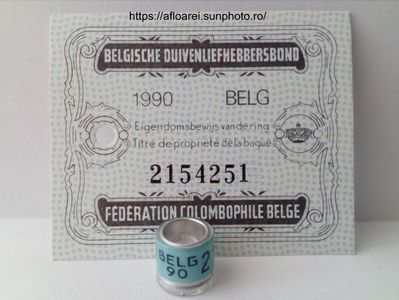 https://afloarei.sunphoto.ro/
BELGISCHE DUIVENLIEFHEBBERSBOND
1990 BELG
Eigendomsbewijs van de ring
Titre de propriété de la bague
2154251
FÉDÉRATION COLOMBOPHILE BELGE
BELG 2
90